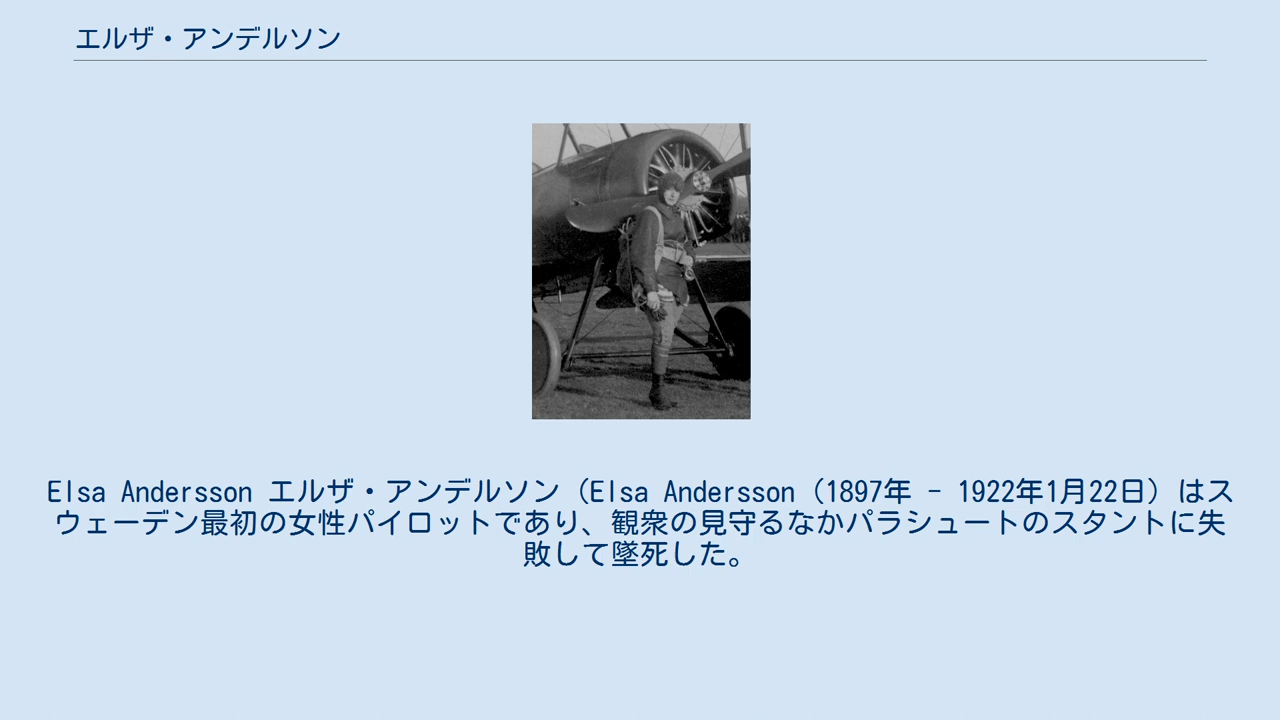 エルザ・アンデルソン
Elsa Andersson エルザ・アンデルソン（Elsa Andersson（1897年 - 1922年1月22日）はス
ウェーデン最初の女性パイロットであり、観衆の見守るなかパラシュートのスタントに失
敗して墜死した。